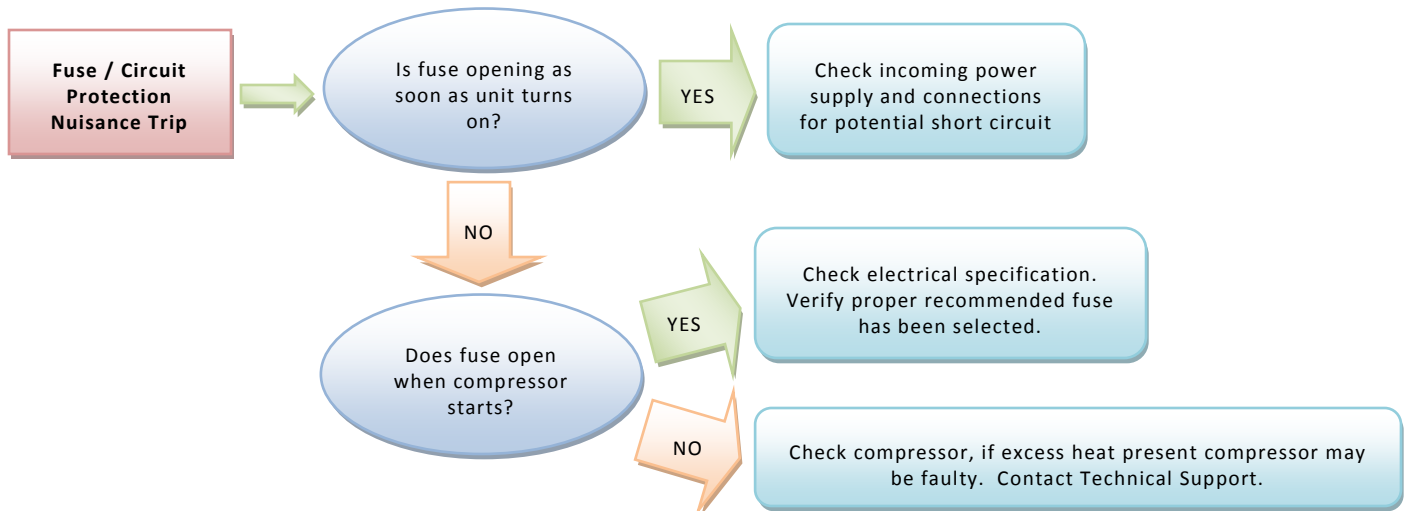 Fuse / Circuit
Protection
Nuisance Trip
Is fuse opening as
soon as unit turns
on?
YES
Check incoming power
supply and connections
for potential short circuit
NO
Does fuse open
when compressor
starts?
YES
Check electrical specification.
Verify proper recommended fuse
has been selected.
NO
Check compressor, if excess heat present compressor may
be faulty.  Contact Technical Support.